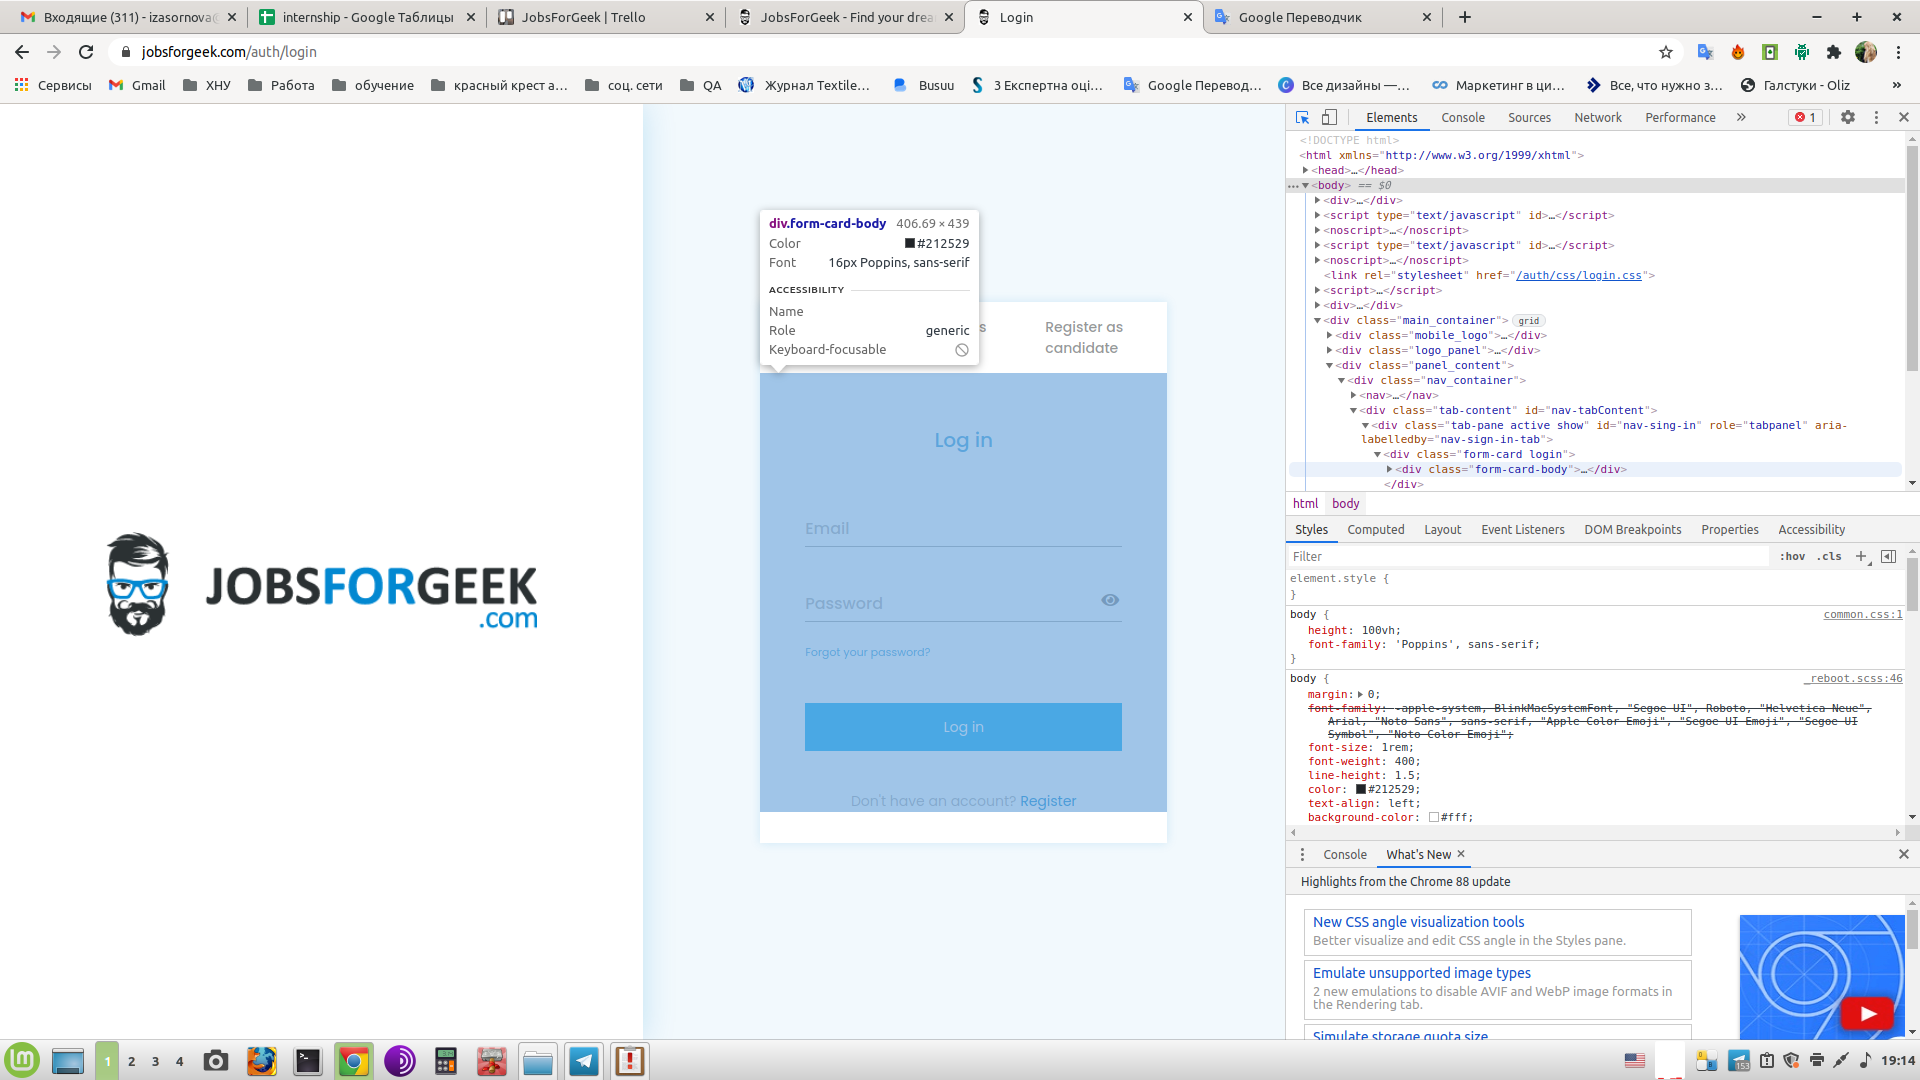 Входящие (311) - izasornova@
internship - Google Таблицы
JobsForGeek | Trello
JobsForGeek - Find your drea
Login
Google Переводчик
jobsforgeek.com/auth/login
Сервисы
Gmail
ХНУ
Работа
обучение
красный крест а…
соц. сети
QA
Журнал Textile…
Busuu
З Експертна оці…
Google Перевод…
Все дизайны —…
Маркетинг в ци…
Все, что нужно з…
Галстуки - Oliz
»
JOBSFORGEEK
.com
div.form-card-body 406.69 × 439
Color #212529
Font 16px Poppins, sans-serif
ACCESSIBILITY
Name
Role generic
Keyboard-focusable
s
Register as
candidate
Log in
Email
Password
Forgot your password?
Log in
Don't have an account? Register
Elements
Console
Sources
Network
Performance
»
1
<!DOCTYPE html>
<html xmlns="http://www.w3.org/1999/xhtml">
<head>…</head>
<body> == $0
<div>…</div>
<script type="text/javascript" id>…</script>
<noscript>…</noscript>
<script type="text/javascript" id>…</script>
<noscript>…</noscript>
<link rel="stylesheet" href="/auth/css/login.css">
<script>…</script>
<div>…</div>
<div class="main_container"> grid
<div class="mobile_logo">…</div>
<div class="logo_panel">…</div>
<div class="panel_content">
<div class="nav_container">
<nav>…</nav>
<div class="tab-content" id="nav-tabContent">
<div class="tab-pane active show" id="nav-sing-in" role="tabpanel" aria-
labelledby="nav-sign-in-tab">
<div class="form-card login">
<div class="form-card-body">…</div>
</div>
html body
Styles
Computed
Layout
Event Listeners
DOM Breakpoints
Properties
Accessibility
Filter
:hov .cls +
element.style {
}
body { common.css:1
height: 100vh;
font-family: 'Poppins', sans-serif;
}
body { _reboot.scss:46
margin: 0;
font-family: -apple-system, BlinkMacSystemFont, "Segoe UI", Roboto, "Helvetica Neue",
Arial, "Noto Sans", sans-serif, "Apple Color Emoji", "Segoe UI Emoji", "Segoe UI
Symbol", "Noto Color Emoji";
font-size: 1rem;
font-weight: 400;
line-height: 1.5;
color: #212529;
text-align: left;
background-color: #fff;
Console
What's New
Highlights from the Chrome 88 update
New CSS angle visualization tools
Better visualize and edit CSS angle in the Styles pane.
Emulate unsupported image types
2 new emulations to disable AVIF and WebP image formats in
the Rendering tab.
Simulate storage quota size
1 2 3 4
153
19:14